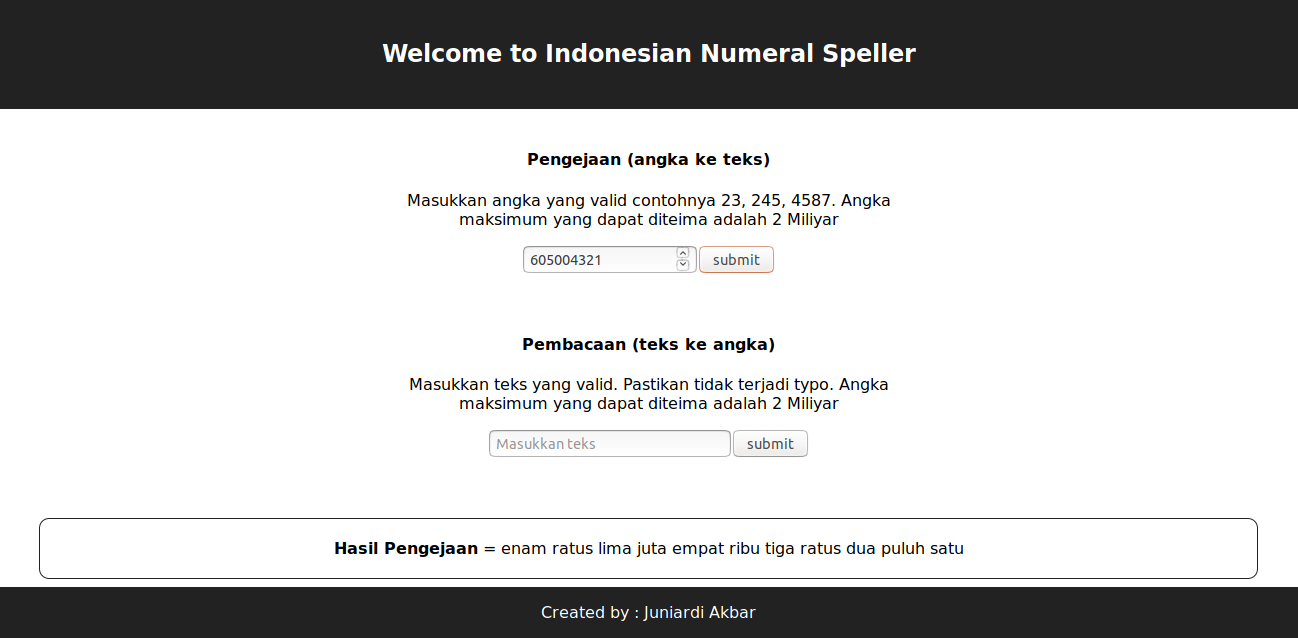 Welcome to Indonesian Numeral Speller
Pengejaan (angka ke teks)
Masukkan angka yang valid contohnya 23, 245, 4587. Angka
maksimum yang dapat diteima adalah 2 Miliyar
605004321 submit
Pembacaan (teks ke angka)
Masukkan teks yang valid. Pastikan tidak terjadi typo. Angka
maksimum yang dapat diteima adalah 2 Miliyar
Masukkan teks submit
Hasil Pengejaan = enam ratus lima juta empat ribu tiga ratus dua puluh satu
Created by : Juniardi Akbar